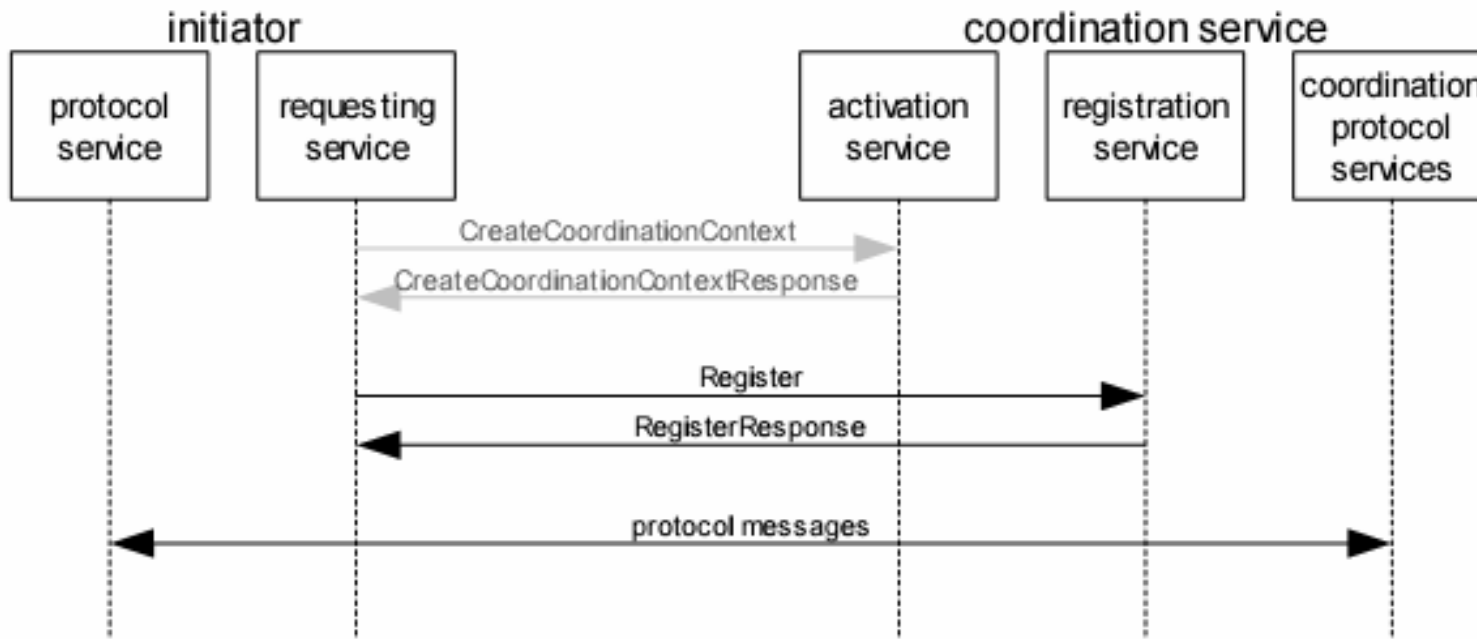 initiator
coordination service
protocol
service
requesting
service
activation
service
registration
service
coordination
protocol
services
CreateCoordinationContext
CreateCoordinationContextResponse
Register
RegisterResponse
protocol messages